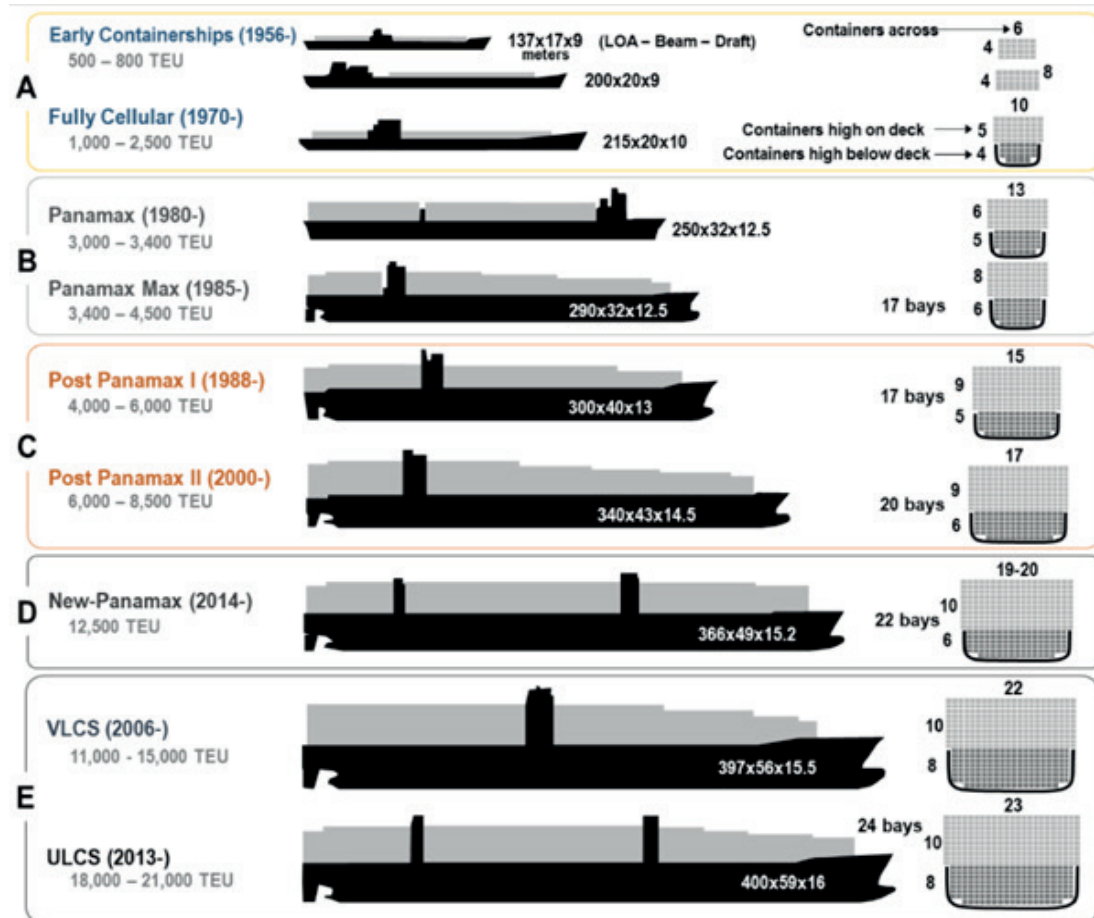 Early Containerships (1956-)
500 – 800 TEU
137x17x9 (LOA – Beam – Draft)
meters
200x20x9
Containers across
6
4
4
8
A
Fully Cellular (1970-)
1,000 – 2,500 TEU
215x20x10
10
Containers high on deck
5
Containers high below deck
4
B
Panamax (1980-)
3,000 – 3,400 TEU
250x32x12.5
13
6
5
Panamax Max (1985-)
3,400 – 4,500 TEU
290x32x12.5
17 bays
8
6
C
Post Panamax I (1988-)
4,000 – 6,000 TEU
300x40x13
17 bays
15
9
5
Post Panamax II (2000-)
6,000 – 8,500 TEU
340x43x14.5
20 bays
17
9
6
D
New-Panamax (2014-)
12,500 TEU
366x49x15.2
22 bays
19-20
10
6
E
VLCS (2006-)
11,000 - 15,000 TEU
397x56x15.5
22
10
8
ULCS (2013-)
18,000 – 21,000 TEU
400x59x16
24 bays
23
10
8